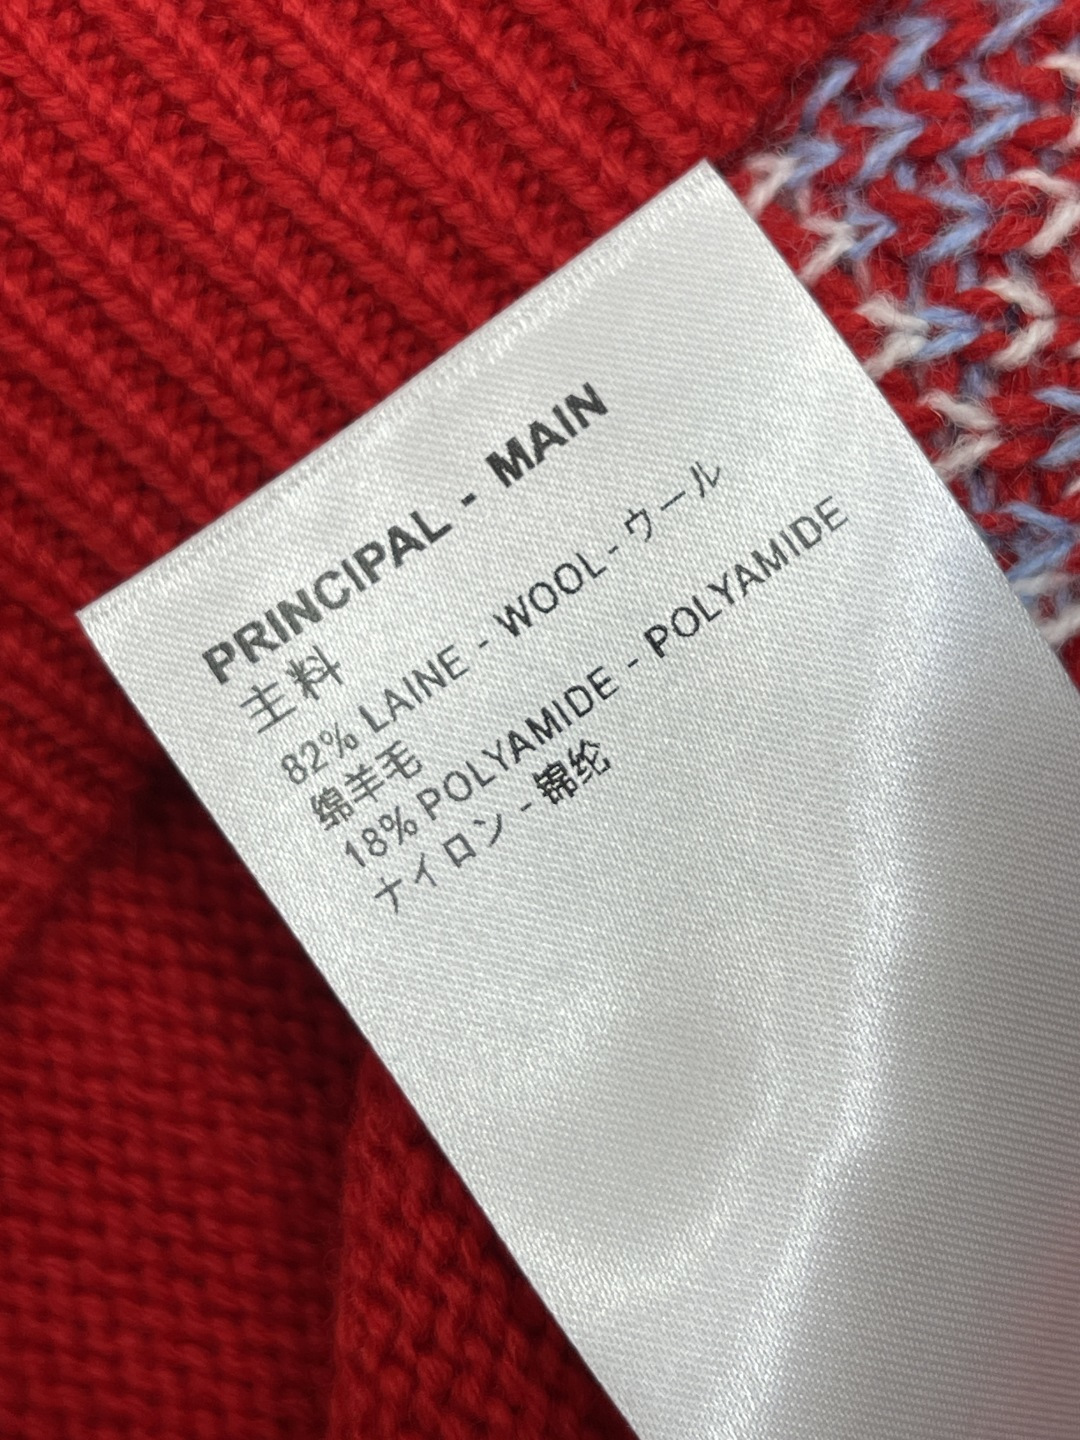 PRINCIPAL - MAIN
主料
82% LAINE - WOOL - ウール
绵羊毛
18% POLYAMIDE - POLYAMIDE
ナイロン - 锦纶